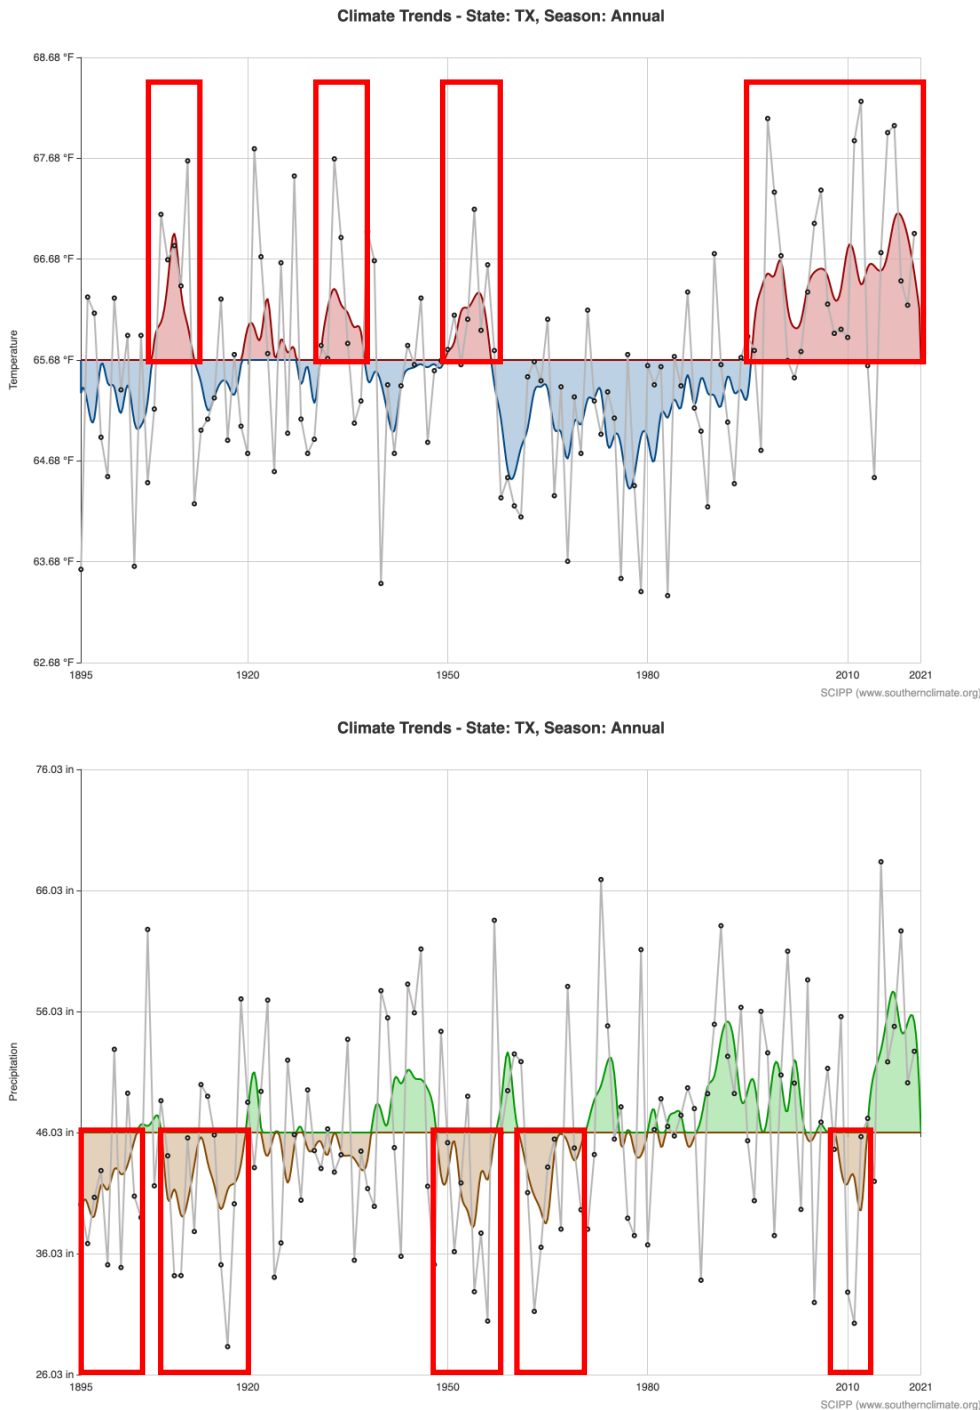 Climate Trends - State: TX, Season: Annual
68.68 °F
67.68 °F
66.68 °F
65.68 °F
64.68 °F
63.68 °F
62.68 °F
Temperature
1895 1920 1950 1980 2010 2021
SCIPP (www.southernclimate.org)
Climate Trends - State: TX, Season: Annual
76.03 in
66.03 in
56.03 in
46.03 in
36.03 in
26.03 in
Precipitation
1895 1920 1950 1980 2010 2021
SCIPP (www.southernclimate.org)